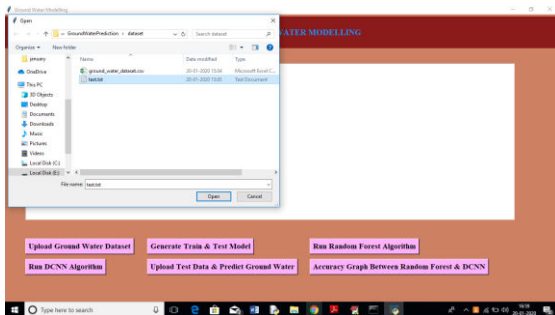 Ground Water Modelling
Open
GroundWaterPrediction > dataset
Search dataset
ATER MODELLING
Organize
New folder
january
OneDrive
This PC
3D Objects
Desktop
Documents
Downloads
Music
Pictures
Videos
Local Disk (C:)
Local Disk (E:)
Name
Date modified
Type
ground_water_dataset.csv
20-01-2020 15:04
Microsoft Excel C...
test.txt
Text Document
File name:
test.txt
Open
Cancel
Upload Ground Water Dataset
Generate Train & Test Model
Run Random Forest Algorithm
Run DCNN Algorithm
Upload Test Data & Predict Ground Water
Accuracy Graph Between Random Forest & DCNN
Type here to search
20-01-2020